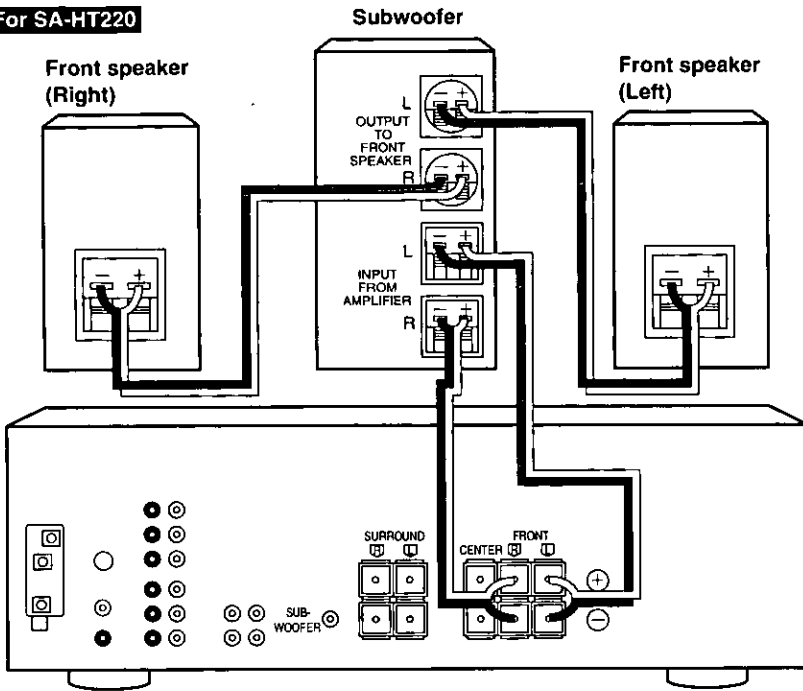 For SA-HT220
Subwoofer
Front speaker
(Right)
Front speaker
(Left)
L
OUTPUT
TO
FRONT
SPEAKER
R
L
INPUT
FROM
AMPLIFIER
R
− +
− +
− +
− +
− +
− +
SURROUND
R L
CENTER
FRONT
R L
SUB-
WOOFER
+
−